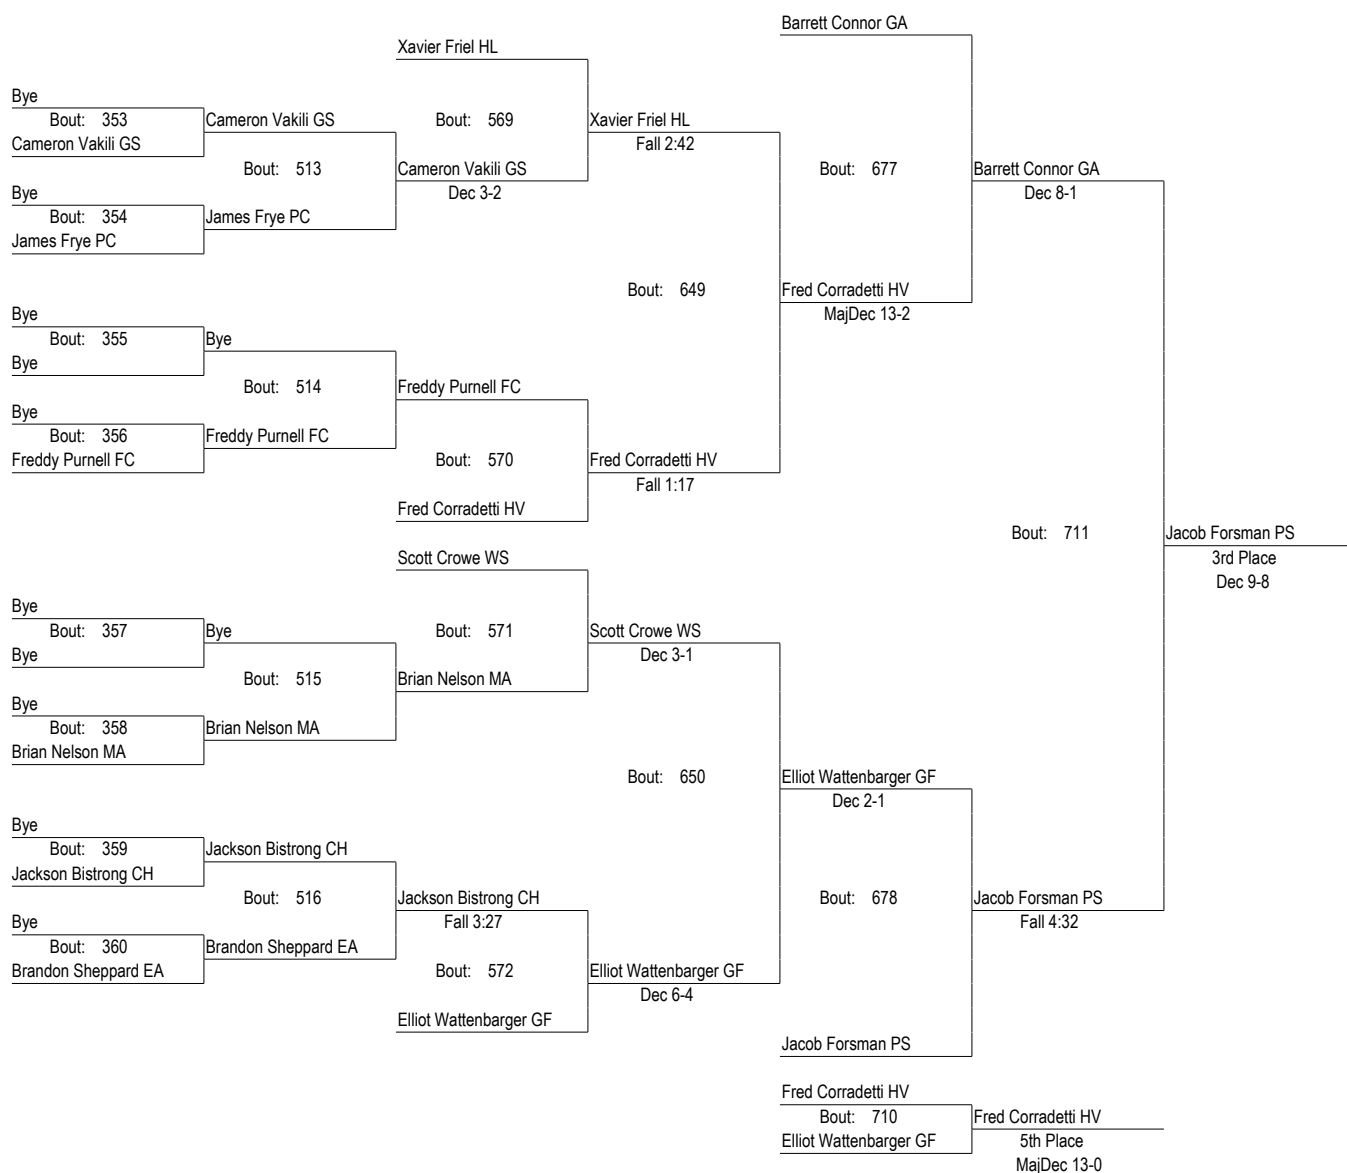 Barrett Connor GA
Xavier Friel HL
Bye
Bout: 353
Cameron Vakili GS
Bout: 569
Xavier Friel HL
Cameron Vakili GS
Fall 2:42
Bout: 513
Cameron Vakili GS
Bout: 677
Barrett Connor GA
Bye
Dec 3-2
Dec 8-1
Bout: 354
James Frye PC
James Frye PC
Bout: 649
Fred Corradetti HV
Bye
MajDec 13-2
Bout: 355
Bye
Bye
Bout: 514
Freddy Purnell FC
Bye
Bout: 356
Freddy Purnell FC
Freddy Purnell FC
Bout: 570
Fred Corradetti HV
Fall 1:17
Fred Corradetti HV
Bout: 711
Jacob Forsman PS
Scott Crowe WS
3rd Place
Dec 9-8
Bye
Bout: 357
Bye
Bout: 571
Scott Crowe WS
Bye
Dec 3-1
Bout: 515
Brian Nelson MA
Bye
Bout: 358
Brian Nelson MA
Brian Nelson MA
Bout: 650
Elliot Wattenbarger GF
Dec 2-1
Bye
Bout: 359
Jackson Bistrong CH
Jackson Bistrong CH
Bout: 516
Jackson Bistrong CH
Bout: 678
Jacob Forsman PS
Bye
Fall 3:27
Fall 4:32
Bout: 360
Brandon Sheppard EA
Brandon Sheppard EA
Bout: 572
Elliot Wattenbarger GF
Dec 6-4
Elliot Wattenbarger GF
Jacob Forsman PS
Fred Corradetti HV
Bout: 710
Fred Corradetti HV
Elliot Wattenbarger GF
5th Place
MajDec 13-0